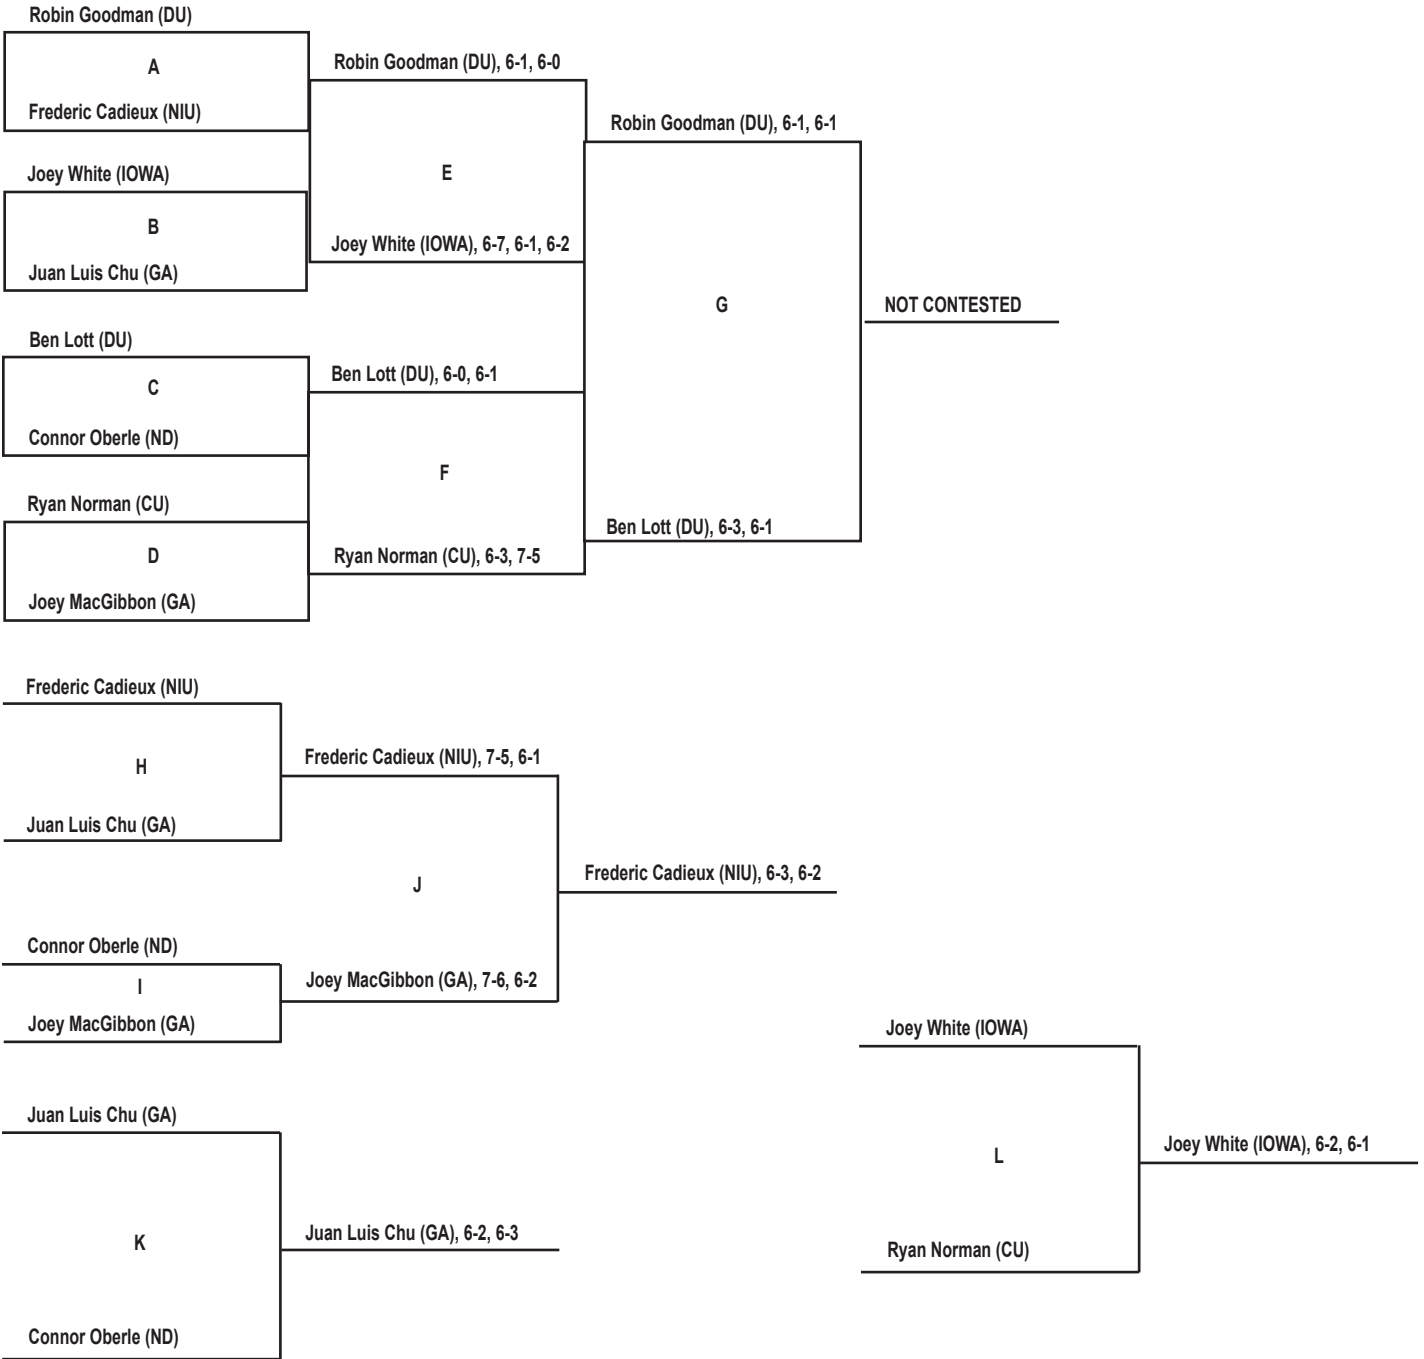 Robin Goodman (DU)
A
Frederic Cadieux (NIU)
Robin Goodman (DU), 6-1, 6-0
Joey White (IOWA)
B
Juan Luis Chu (GA)
E
Joey White (IOWA), 6-7, 6-1, 6-2
Robin Goodman (DU), 6-1, 6-1
G
NOT CONTESTED
Ben Lott (DU)
C
Connor Oberle (ND)
Ben Lott (DU), 6-0, 6-1
F
Ryan Norman (CU)
D
Joey MacGibbon (GA)
Ryan Norman (CU), 6-3, 7-5
Ben Lott (DU), 6-3, 6-1
Frederic Cadieux (NIU)
H
Juan Luis Chu (GA)
Frederic Cadieux (NIU), 7-5, 6-1
J
Frederic Cadieux (NIU), 6-3, 6-2
Connor Oberle (ND)
I
Joey MacGibbon (GA)
Joey MacGibbon (GA), 7-6, 6-2
Juan Luis Chu (GA)
K
Connor Oberle (ND)
Juan Luis Chu (GA), 6-2, 6-3
Joey White (IOWA)
L
Ryan Norman (CU)
Joey White (IOWA), 6-2, 6-1